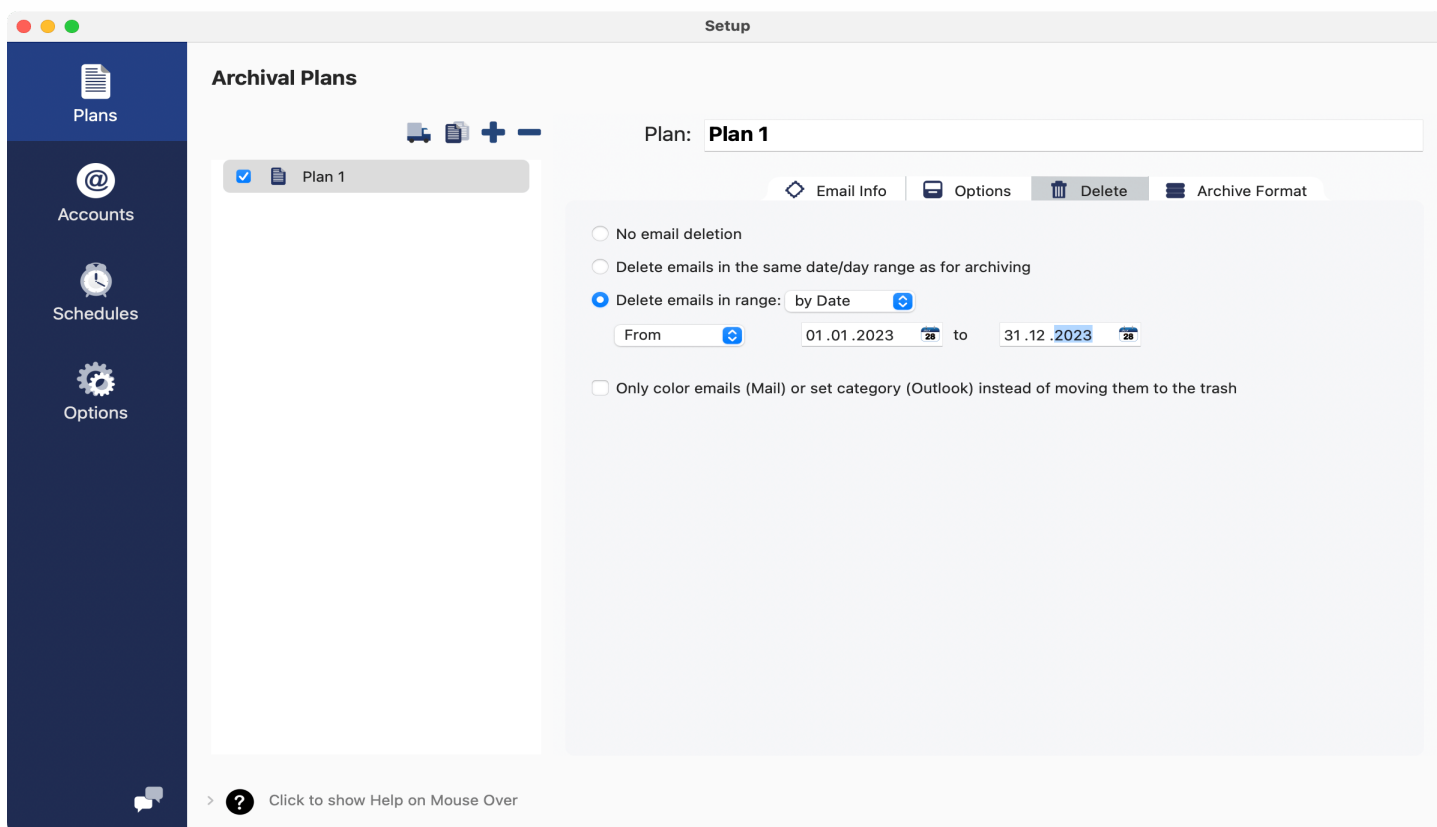 Setup
Plans
Accounts
Schedules
Options
Archival Plans
Plan 1
Plan: Plan 1
Email Info Options Delete Archive Format
No email deletion
Delete emails in the same date/day range as for archiving
Delete emails in range: by Date
From 01.01.2023 28 to 31.12.2023 28
Only color emails (Mail) or set category (Outlook) instead of moving them to the trash
? Click to show Help on Mouse Over